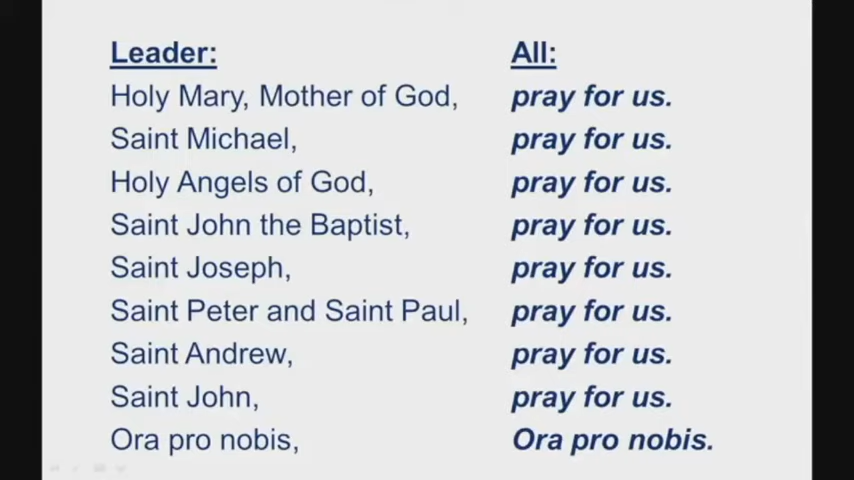 Leader: All:
Holy Mary, Mother of God, pray for us.
Saint Michael, pray for us.
Holy Angels of God, pray for us.
Saint John the Baptist, pray for us.
Saint Joseph, pray for us.
Saint Peter and Saint Paul, pray for us.
Saint Andrew, pray for us.
Saint John, pray for us.
Ora pro nobis, Ora pro nobis.